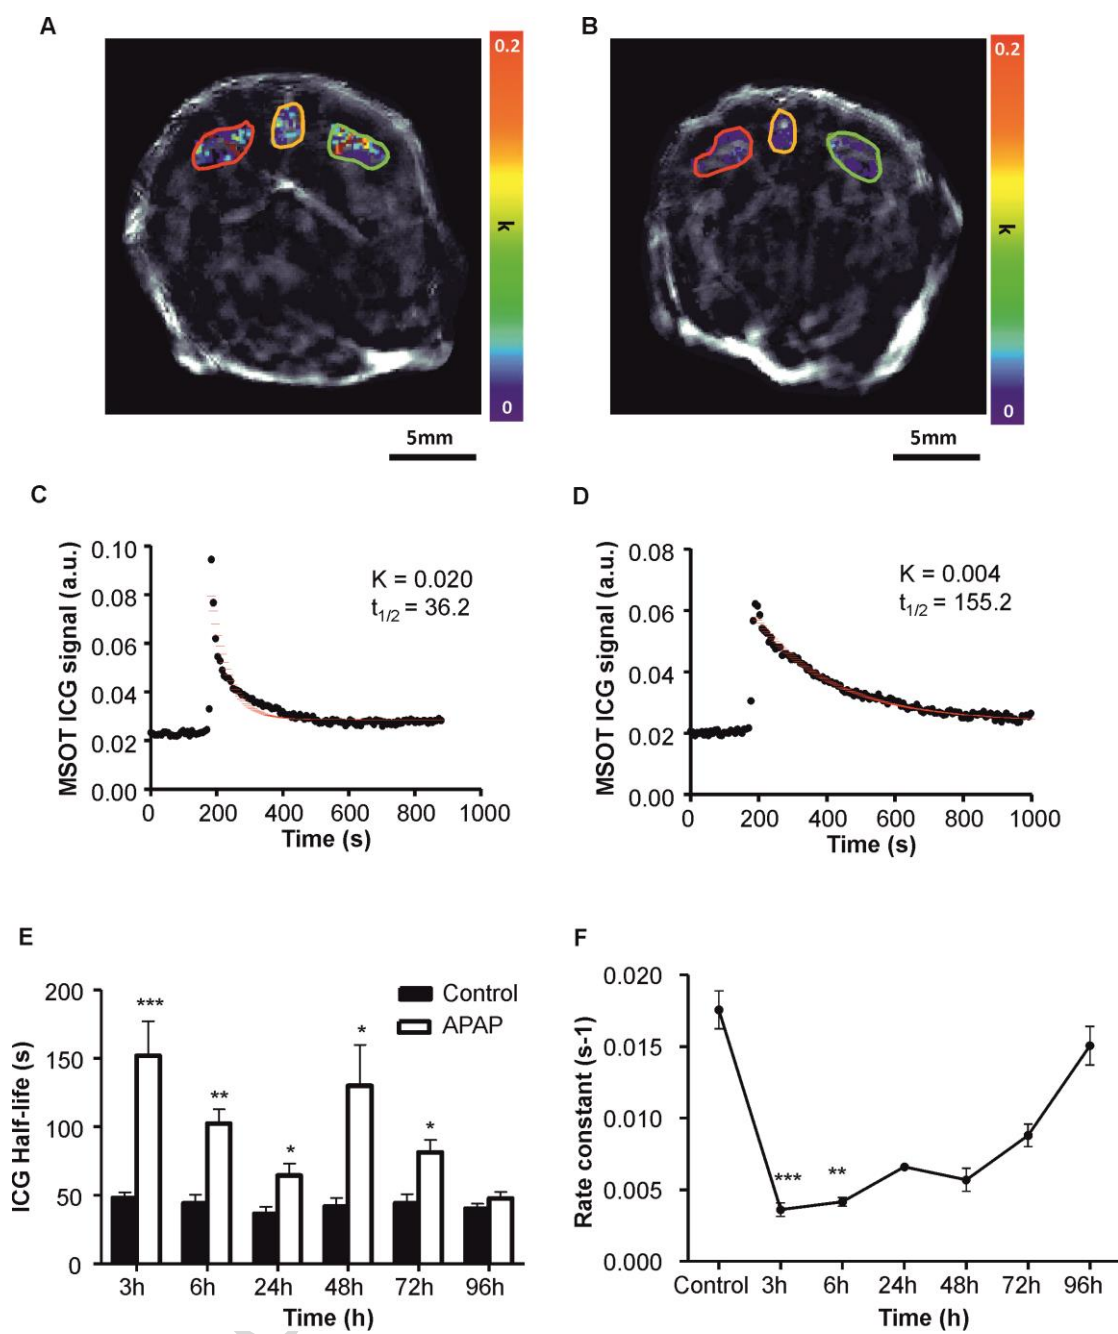 A
B
0.2
k
0
0.2
k
0
5mm
5mm
C
D
MSOT ICG signal (a.u.)
0.10
0.08
0.06
0.04
0.02
0.00
K = 0.020
t1/2 = 36.2
0 200 400 600 800 1000
Time (s)
MSOT ICG signal (a.u.)
0.08
0.06
0.04
0.02
0.00
K = 0.004
t1/2 = 155.2
0 200 400 600 800 1000
Time (s)
E
F
ICG Half-life (s)
200
150
100
50
0
Control
APAP
***
**
*
*
*
3h 6h 24h 48h 72h 96h
Time (h)
Rate constant (s-1)
0.020
0.015
0.010
0.005
0.000
*** **
Control 3h 6h 24h 48h 72h 96h
Time (h)